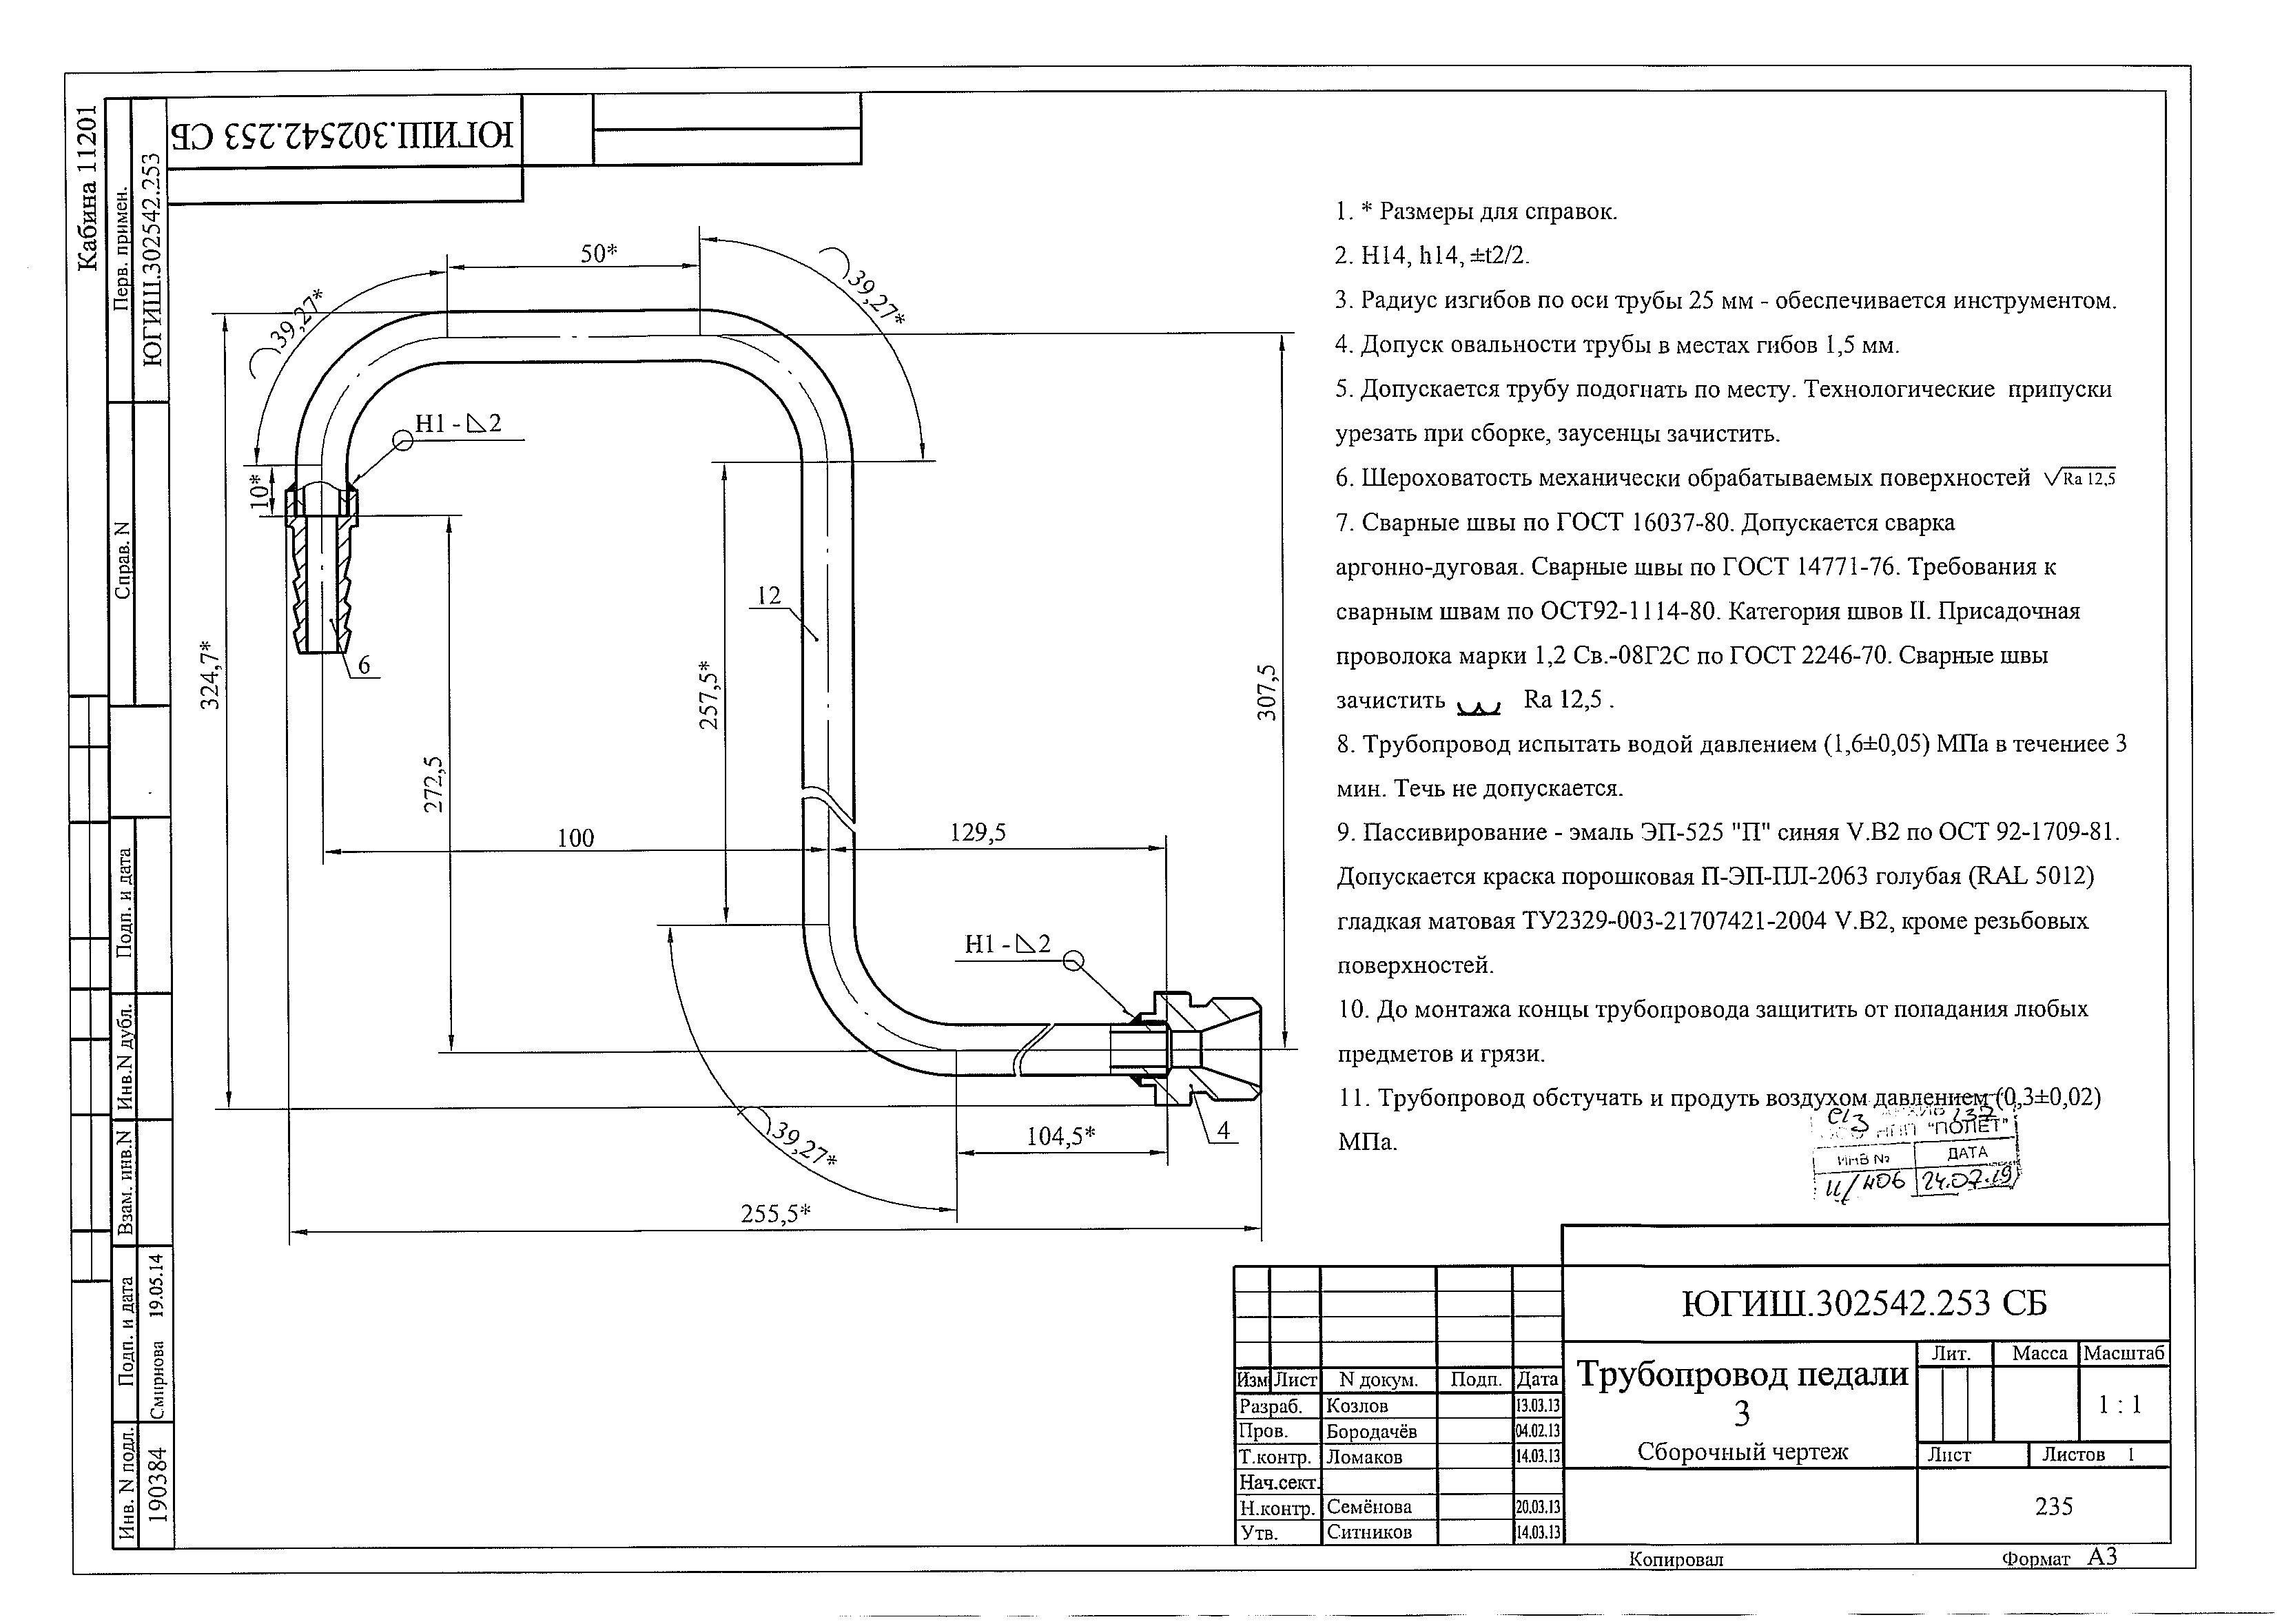 Кабина 11201
Перв. примен.
ЮГИШ.302542.253
Справ. N
Подп. и дата
Инв.N дубл.
Взам. инв.N
Подп. и дата
Смирнова 19.05.14
Инв. N подл.
190384
ЮГИШ.302542.253 СБ
50*
39,27*
39,27*
H1 - ⊿2
10*
12
6
324,7*
257,5*
307,5
272,5
100
129,5
H1 - ⊿2
39,27*
104,5*
4
255,5*
1. * Размеры для справок.
2. H14, h14, ±t2/2.
3. Радиус изгибов по оси трубы 25 мм - обеспечивается инструментом.
4. Допуск овальности трубы в местах гибов 1,5 мм.
5. Допускается трубу подогнать по месту. Технологические припуски
урезать при сборке, заусенцы зачистить.
6. Шероховатость механически обрабатываемых поверхностей √Ra 12,5
7. Сварные швы по ГОСТ 16037-80. Допускается сварка
аргонно-дуговая. Сварные швы по ГОСТ 14771-76. Требования к
сварным швам по ОСТ92-1114-80. Категория швов II. Присадочная
проволока марки 1,2 Св.-08Г2С по ГОСТ 2246-70. Сварные швы
зачистить Ra 12,5 .
8. Трубопровод испытать водой давлением (1,6±0,05) МПа в течениее 3
мин. Течь не допускается.
9. Пассивирование - эмаль ЭП-525 "П" синяя V.B2 по ОСТ 92-1709-81.
Допускается краска порошковая П-ЭП-ПЛ-2063 голубая (RAL 5012)
гладкая матовая ТУ2329-003-21707421-2004 V.B2, кроме резьбовых
поверхностей.
10. До монтажа концы трубопровода защитить от попадания любых
предметов и грязи.
11. Трубопровод обстучать и продуть воздухом давлением (0,3±0,02)
МПа.
"ПОЛЕТ"
ИНВ № ДАТА
24.07.19
ЮГИШ.302542.253 СБ
Трубопровод педали
3
Сборочный чертеж
Лит. Масса Масштаб
1 : 1
Лист Листов 1
235
Изм Лист N докум. Подп. Дата
Разраб. Козлов 13.03.13
Пров. Бородачёв 04.02.13
Т.контр. Ломаков 14.03.13
Нач.сект.
Н.контр. Семёнова 20.03.13
Утв. Ситников 14.03.13
Копировал Формат А3